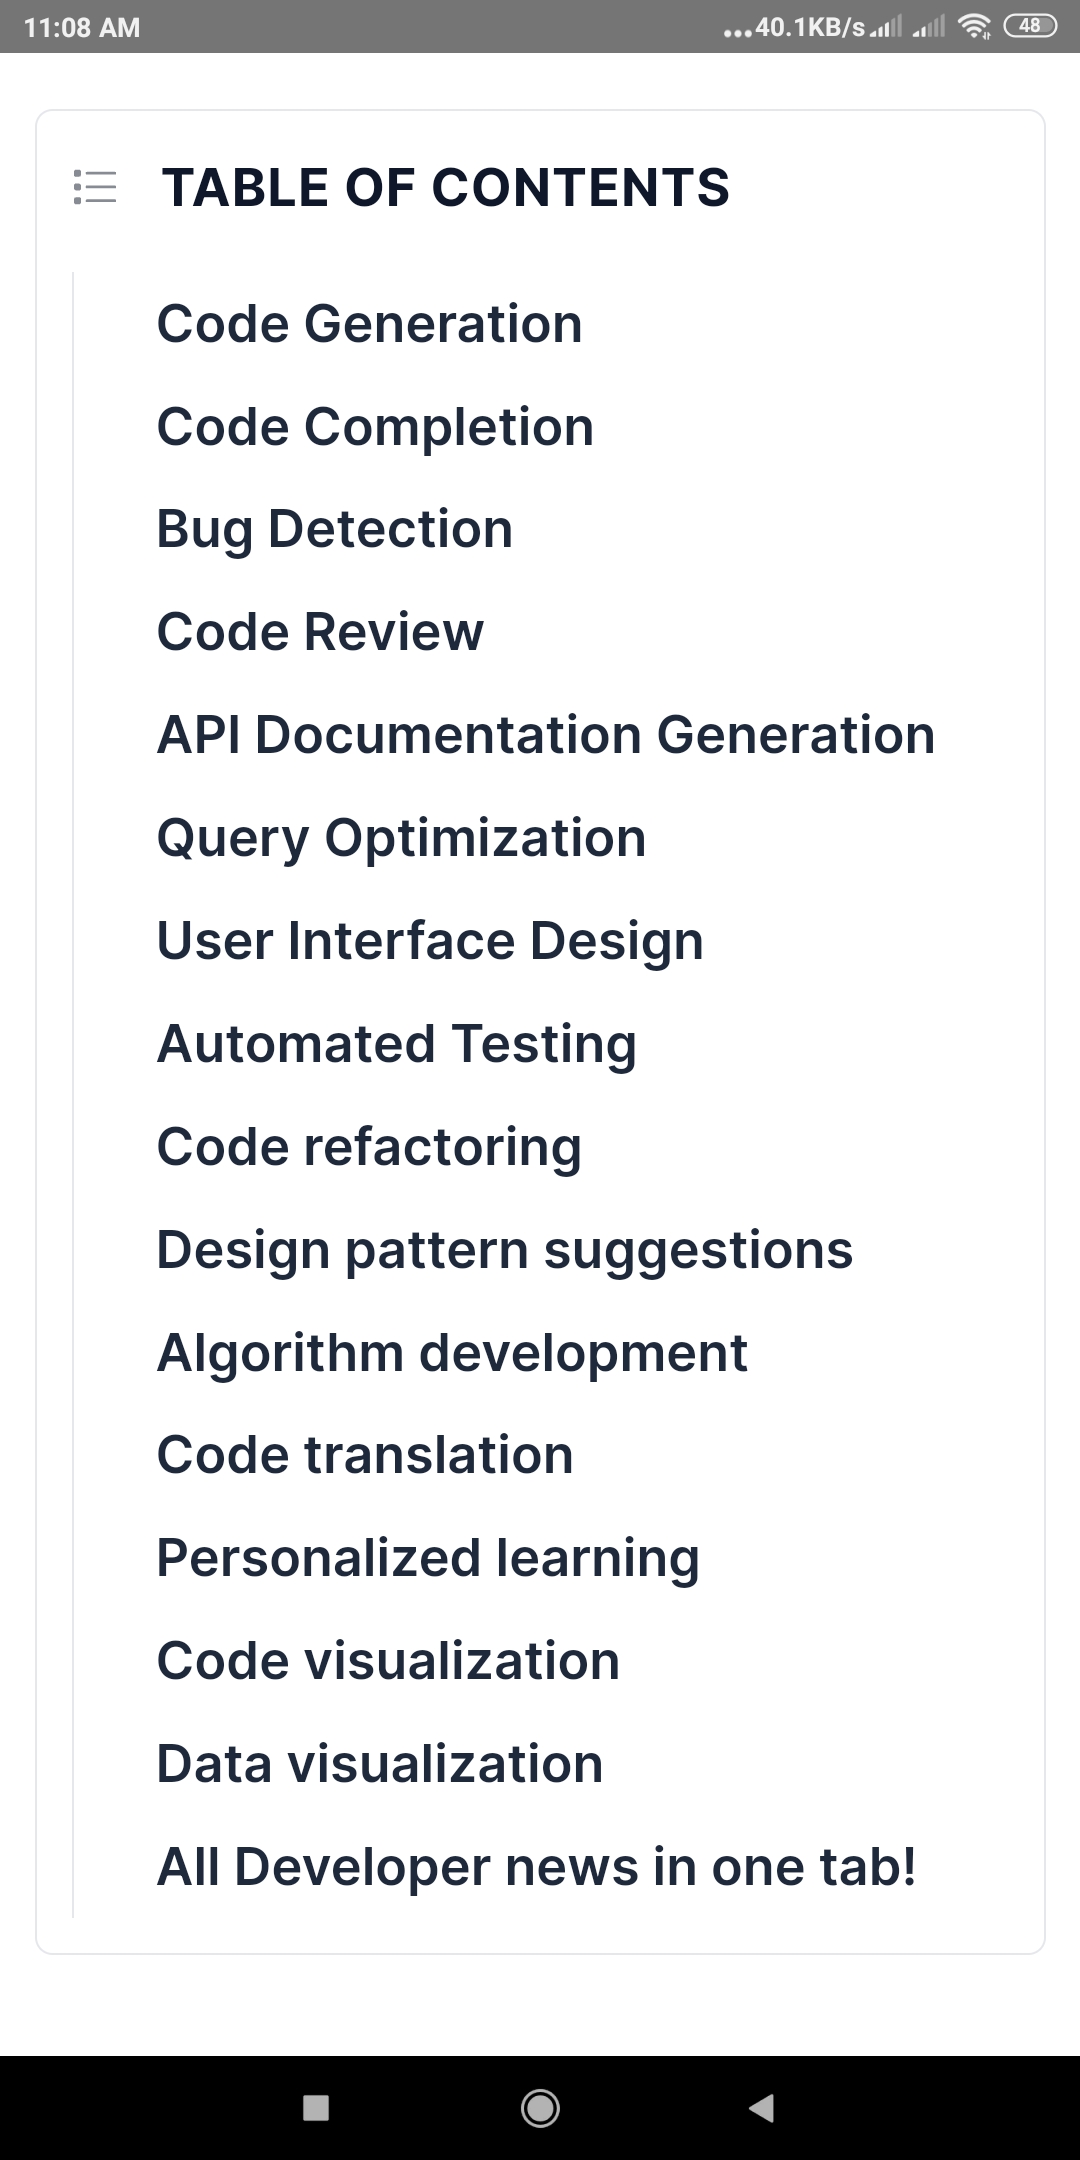 11:08 AM ...40.1KB/s 48
TABLE OF CONTENTS
Code Generation
Code Completion
Bug Detection
Code Review
API Documentation Generation
Query Optimization
User Interface Design
Automated Testing
Code refactoring
Design pattern suggestions
Algorithm development
Code translation
Personalized learning
Code visualization
Data visualization
All Developer news in one tab!